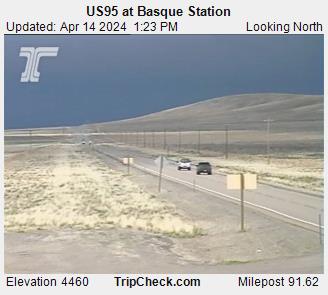 US95 at Basque Station
Updated: Apr 14 2024 1:23 PM Looking North
Elevation 4460 TripCheck.com Milepost 91.62